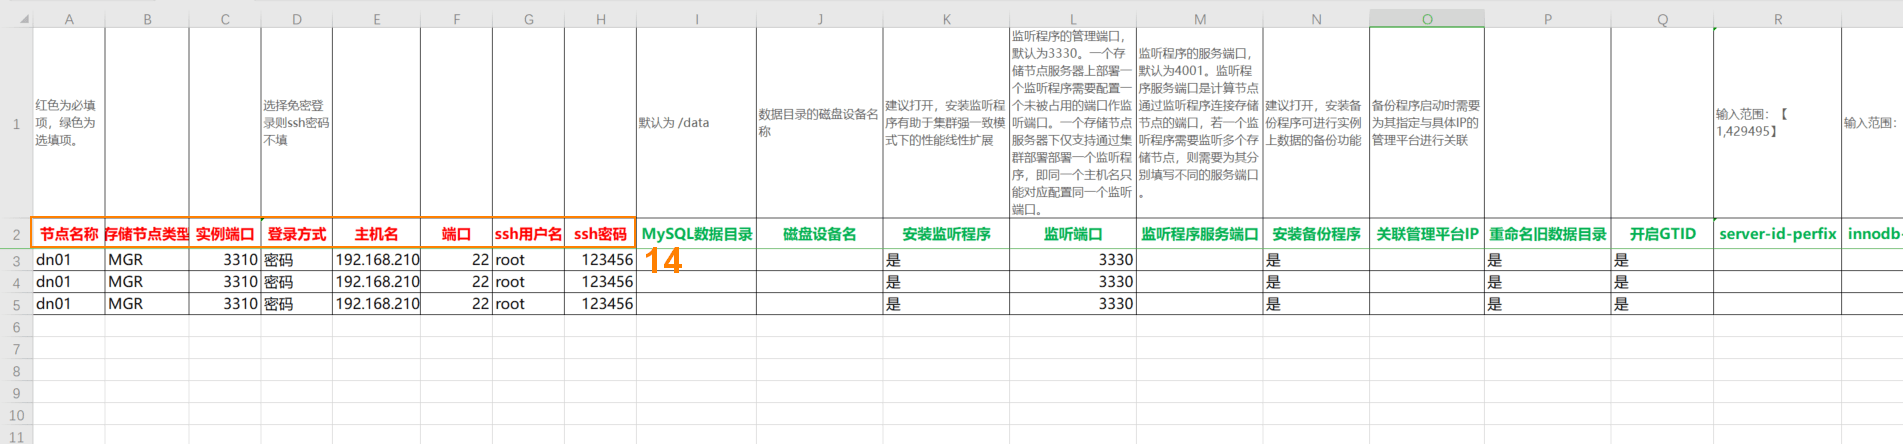 A B C D E F G H I J K L M N O P Q R S
1
红色为必填
项，绿色为
选填项。
选择免密登
录则ssh密码
不填
默认为 /data
数据目录的磁盘设备名
称
建议打开，安装监听程
序有助于集群强一致模
式下的性能线性扩展
监听程序的管理端口，
默认为3330。一个存
储节点服务器上部署一
个监听程序需要配置一
个未被占用的端口作监
听端口。一个存储节点
服务器下仅支持通过集
群部署部署一个监听程
序，即同一个主机名只
能对应配置同一个监听
端口。
监听程序的服务端口，
默认为4001。监听程
序服务端口是计算节点
通过监听程序连接存储
节点的端口，若一个监
听程序需要监听多个存
储节点，则需要为其分
别填写不同的服务端口
。
建议打开，安装备
份程序可进行实例
上数据的备份功能
备份程序启动时需要
为其指定与具体IP的
管理平台进行关联
输入范围：【
1,429495】
输入范围：
2 节点名称 存储节点类型 实例端口 登录方式 主机名 端口 ssh用户名 ssh密码 MySQL数据目录 磁盘设备名 安装监听程序 监听端口 监听程序服务端口 安装备份程序 关联管理平台IP 重命名旧数据目录 开启GTID server-id-perfix innodb-
3 dn01 MGR 3310 密码 192.168.210 22 root 123456 14 是 3330 是 是 是
4 dn01 MGR 3310 密码 192.168.210 22 root 123456 是 3330 是 是 是
5 dn01 MGR 3310 密码 192.168.210 22 root 123456 是 3330 是 是 是
6
7
8
9
10
11